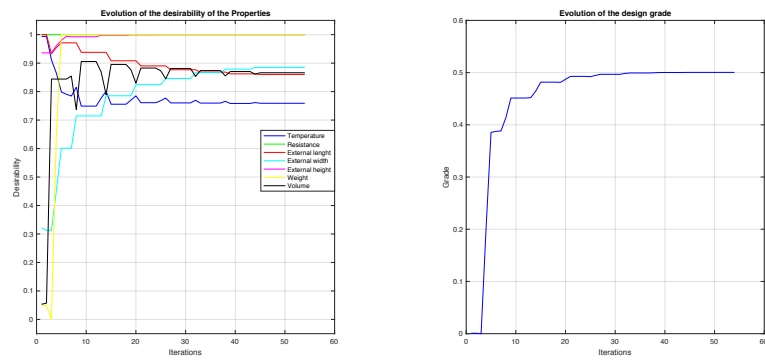 Evolution of the desirability of the Properties
Desirability
1
0.9
0.8
0.7
0.6
0.5
0.4
0.3
0.2
0.1
0
0 10 20 30 40 50 60
Iterations
Temperature
Resistance
External lenght
External width
External height
Weight
Volume
Evolution of the design grade
Grade
0.6
0.5
0.4
0.3
0.2
0.1
0
0 10 20 30 40 50 60
Iterations